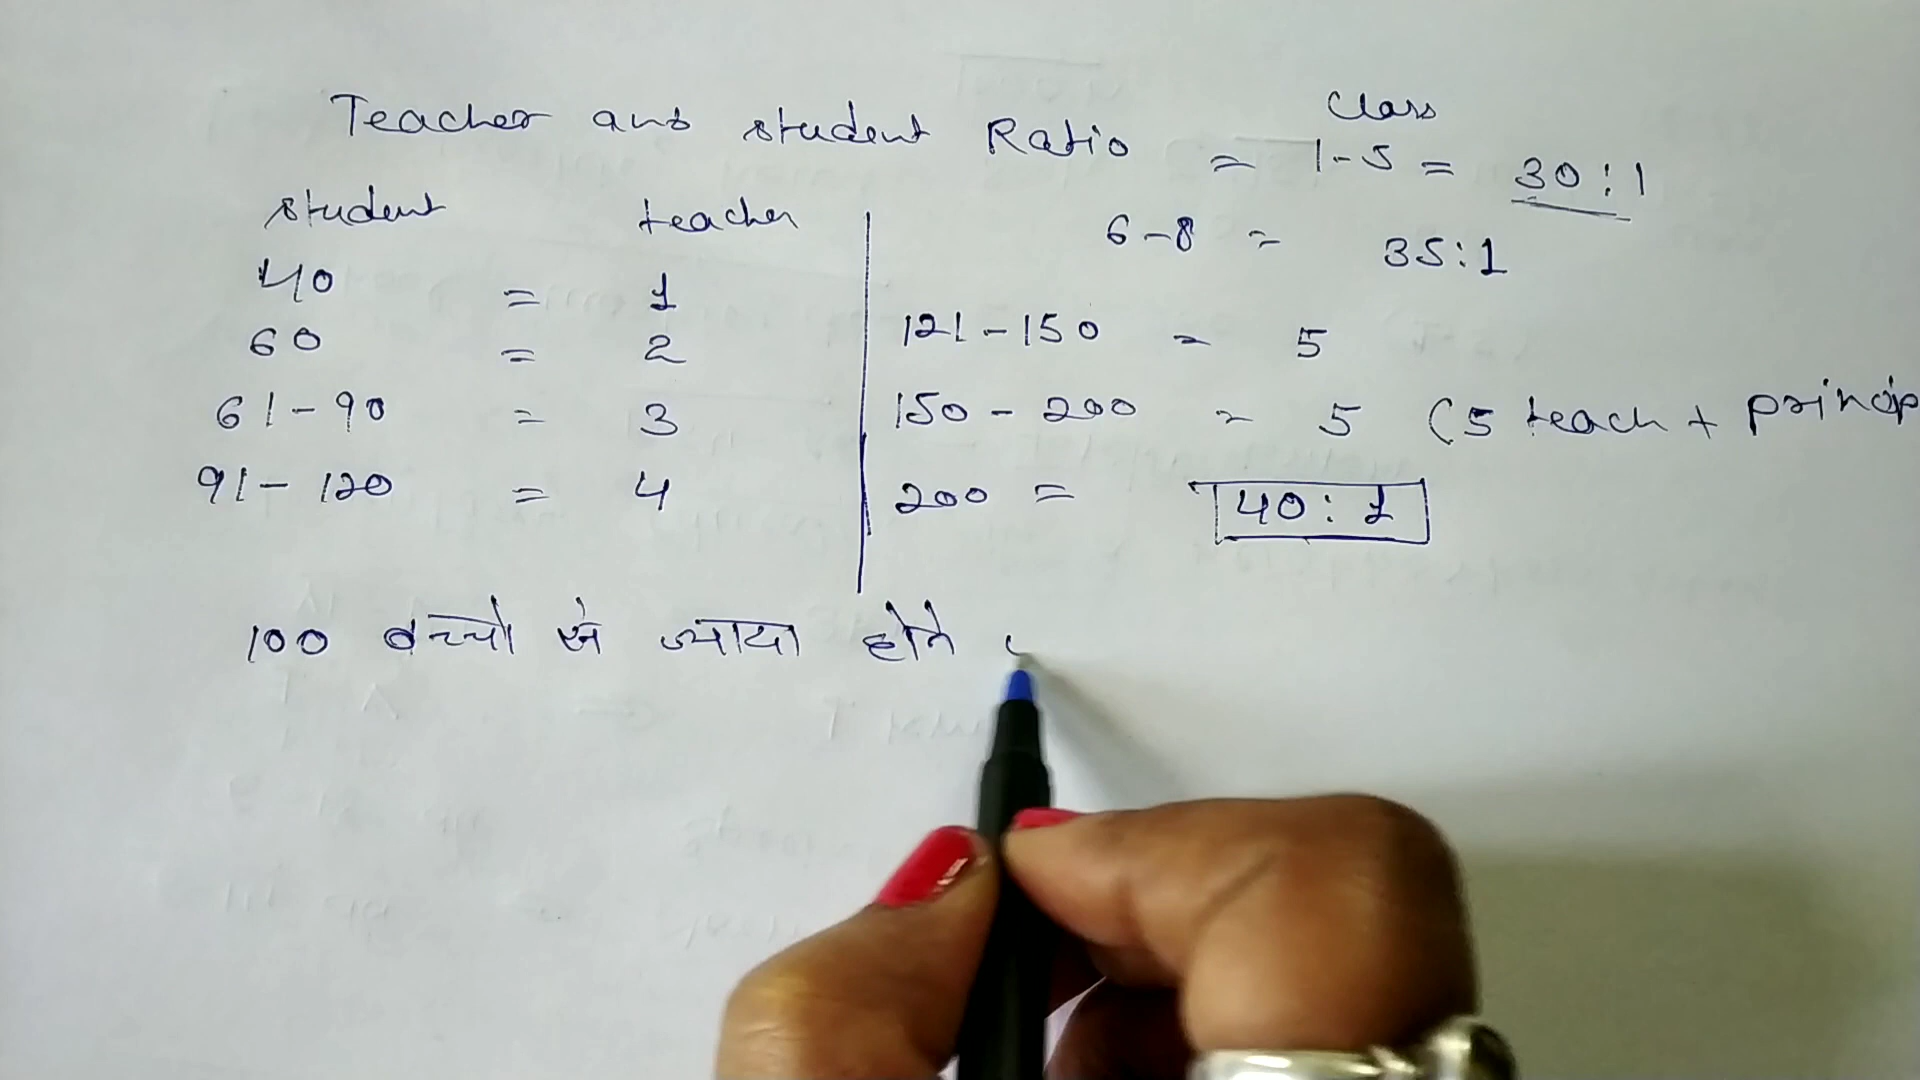 Teacher and student Ratio = Class 1-5 = 30:1
6-8 = 35:1
student teacher
40 = 1
60 = 2
61-90 = 3
91-120 = 4
121-150 = 5
150-200 = 5 (5 teach + princip
200 = 40:1
100 बच्चो से ज्याया होने